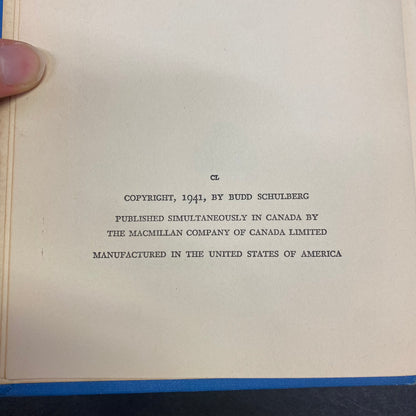 CL
COPYRIGHT, 1941, BY BUDD SCHULBERG
PUBLISHED SIMULTANEOUSLY IN CANADA BY
THE MACMILLAN COMPANY OF CANADA LIMITED
MANUFACTURED IN THE UNITED STATES OF AMERICA